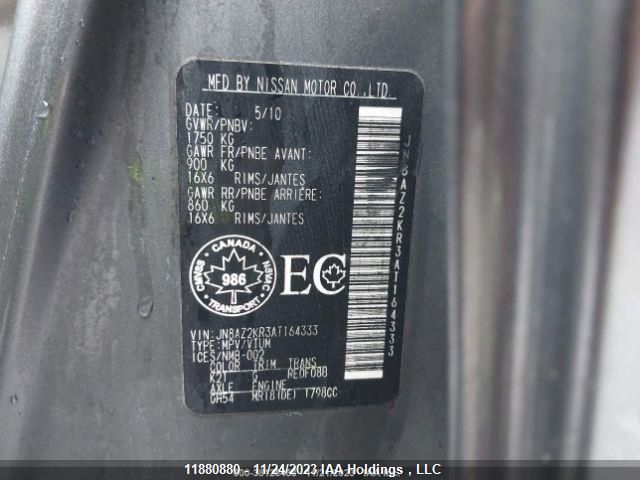 MFD BY NISSAN MOTOR CO.,LTD.
DATE: 5/10
GVWR/PNBV:
1750 KG
GAWR FR/PNBE AVANT:
900 KG
16X6 RIMS/JANTES
GAWR RR/PNBE ARRIÈRE:
860 KG
16X6 RIMS/JANTES
CANADA
CMVSS 986 NSVAC
TRANSPORT
EC
VIN: JN8AZ2KR3AT164333
TYPE:MPV/VTUM
ICES/NMB-002
COLOR TRIM TRANS
K21 G RE0F08B
AXLE ENGINE
GH54 MR18(DE) 1798CC
JN8AZ2KR3AT164333
11880880 - 11/24/2023 IAA Holdings , LLC